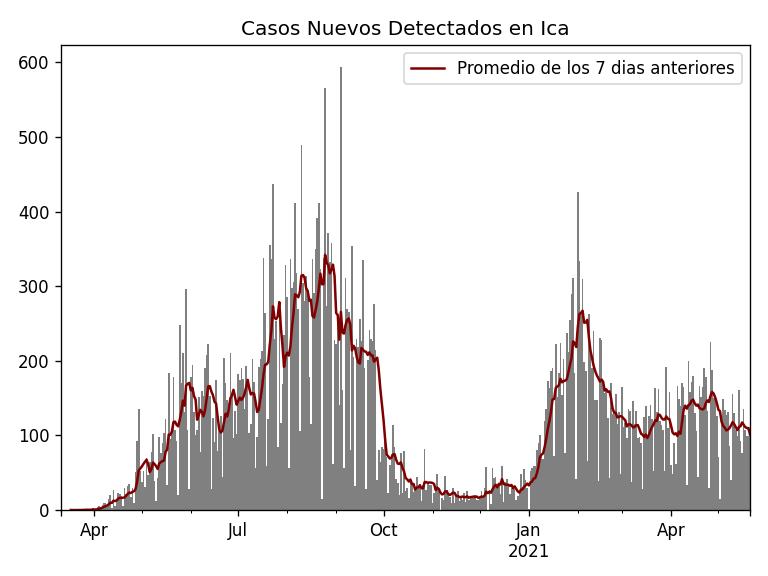 Casos Nuevos Detectados en Ica
Promedio de los 7 dias anteriores
600
500
400
300
200
100
0
Apr
Jul
Oct
Jan
2021
Apr